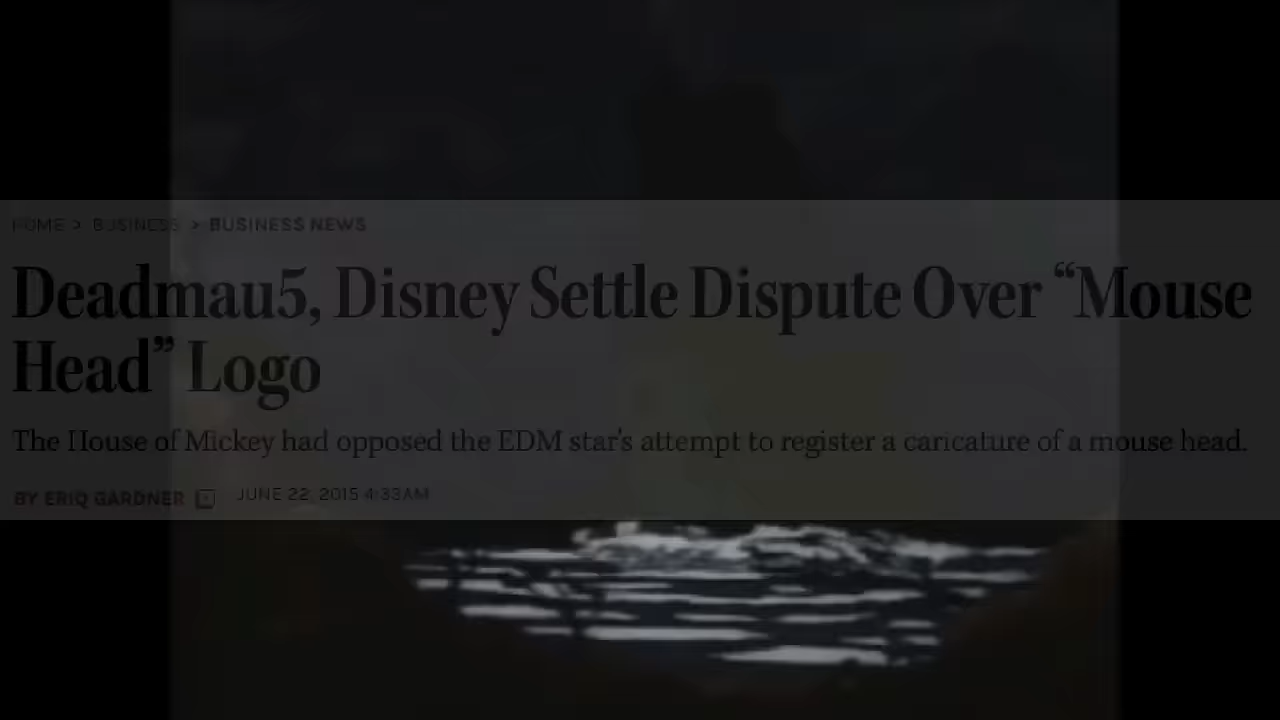 HOME > BUSINESS > BUSINESS NEWS
Deadmau5, Disney Settle Dispute Over “Mouse
Head” Logo
The House of Mickey had opposed the EDM star's attempt to register a caricature of a mouse head.
BY ERIQ GARDNER JUNE 22, 2015 4:33AM